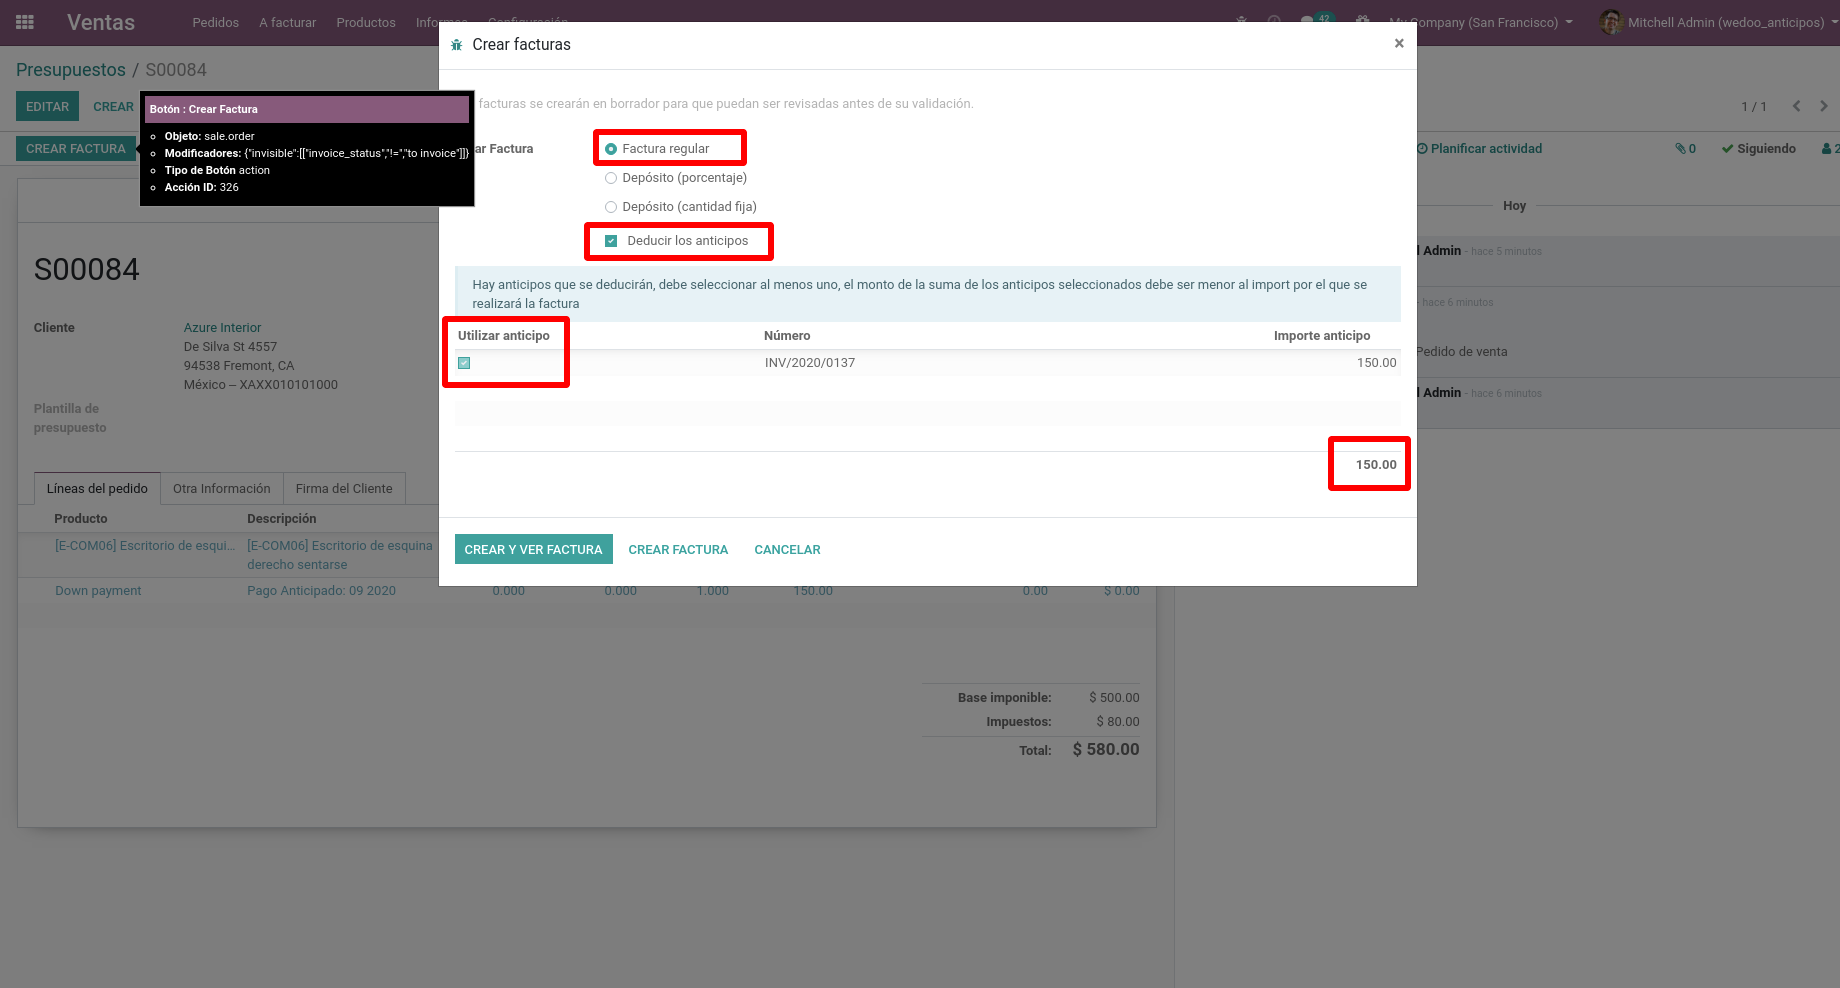 Ventas
Pedidos A facturar Productos
42
Company (San Francisco)
Mitchell Admin (wedoo_anticipos)
Presupuestos / S00084
EDITAR CREAR
1 / 1
CREAR FACTURA
Botón : Crear Factura
Objeto: sale.order
Modificadores: {"invisible":[["invoice_status","!=","to invoice"]]}
Tipo de Botón action
Acción ID: 326
Planificar actividad
0
Siguiendo
2
Hoy
Admin - hace 5 minutos
- hace 6 minutos
Pedido de venta
Admin - hace 6 minutos
S00084
Cliente
Azure Interior
De Silva St 4557
94538 Fremont, CA
México – XAXX010101000
Plantilla de
presupuesto
Líneas del pedido Otra Información Firma del Cliente
Producto Descripción
[E-COM06] Escritorio de esqui... [E-COM06] Escritorio de esquina
derecho sentarse
Down payment Pago Anticipado: 09 2020 0.000 0.000 1.000 150.00 0.00 $ 0.00
Base imponible: $ 500.00
Impuestos: $ 80.00
Total: $ 580.00
Crear facturas
×
facturas se crearán en borrador para que puedan ser revisadas antes de su validación.
ar Factura
Factura regular
Depósito (porcentaje)
Depósito (cantidad fija)
Deducir los anticipos
Hay anticipos que se deducirán, debe seleccionar al menos uno, el monto de la suma de los anticipos seleccionados debe ser menor al import por el que se
realizará la factura
Utilizar anticipo Número Importe anticipo
INV/2020/0137 150.00
150.00
CREAR Y VER FACTURA CREAR FACTURA CANCELAR